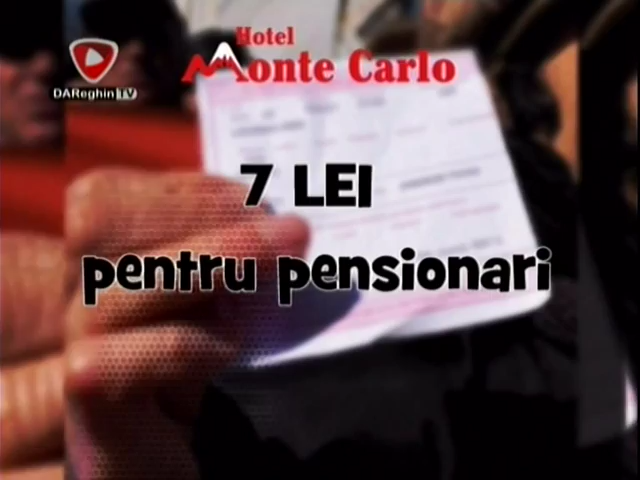 Hotel
Monte Carlo
DAReghin TV
7 LEI
pentru pensionari